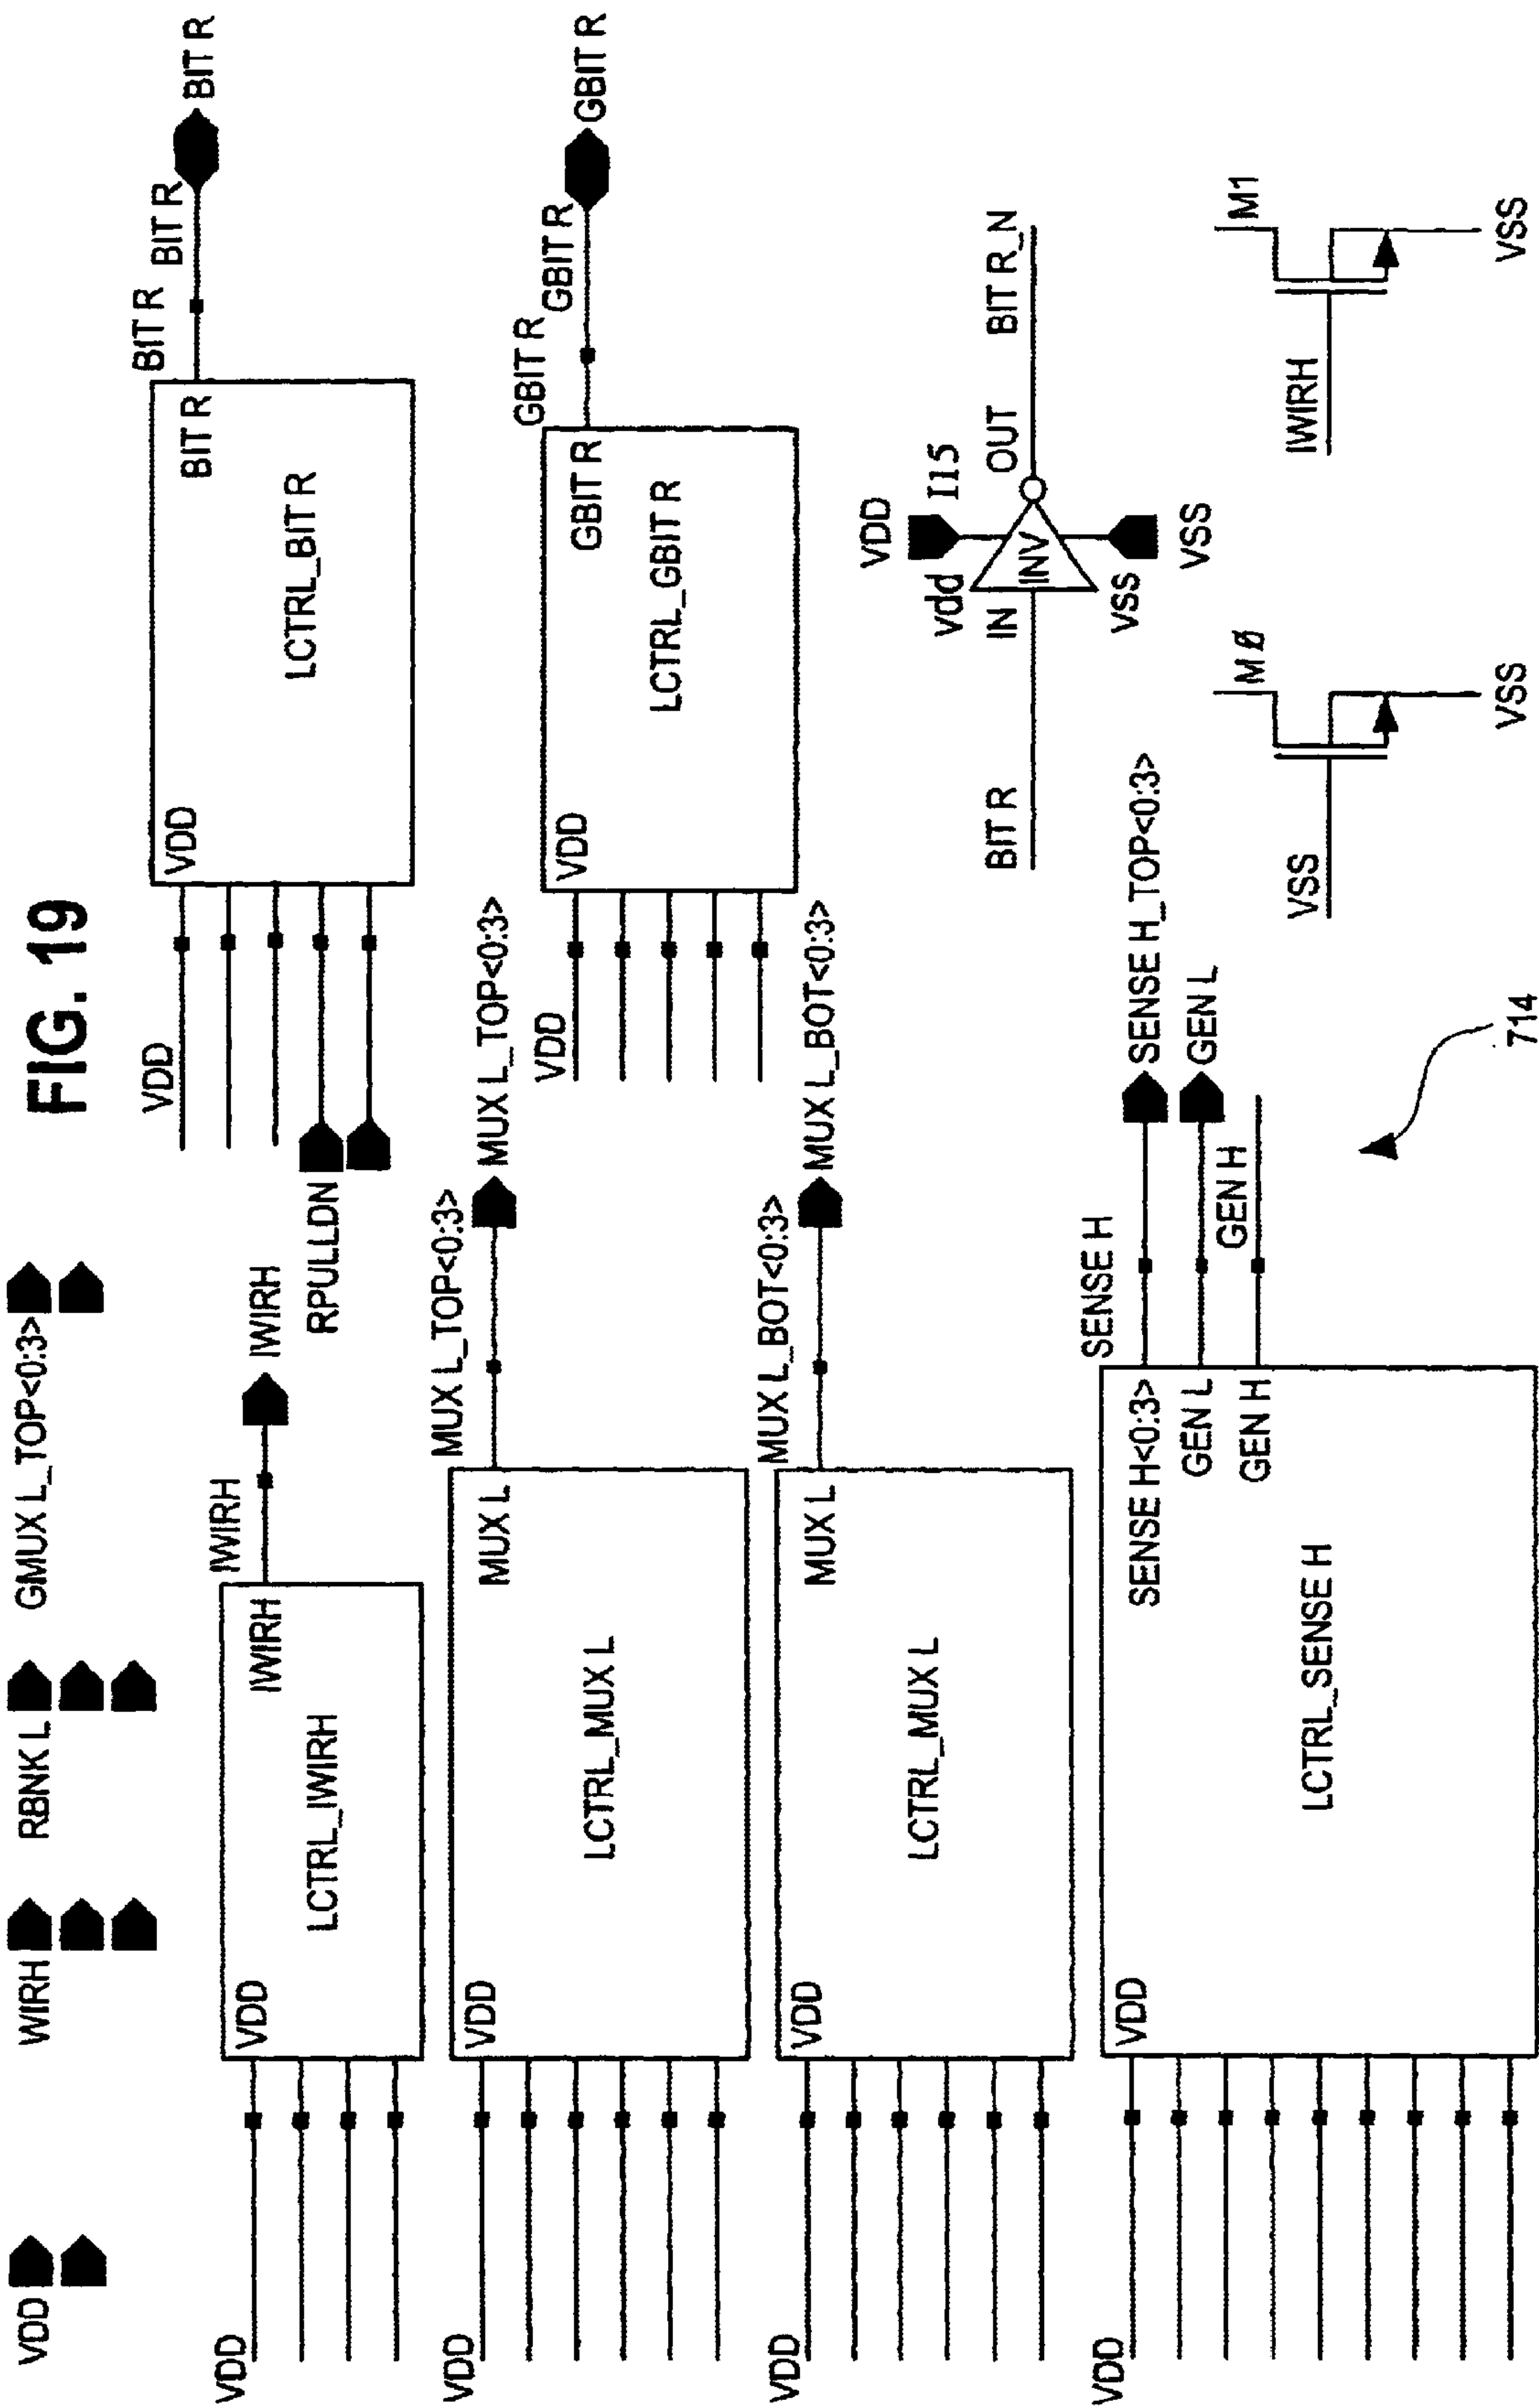 FIG. 19
VDD
WIRH
RBNK L
GMUX L_TOP<0:3>
VDD
VDD
IWIRH
LCTRL_IWIRH
IWIRH
IWIRH
VDD
VDD
MUX L
LCTRL_MUX L
MUX L_TOP<0:3>
MUX L_TOP<0:3>
VDD
VDD
MUX L
LCTRL_MUX L
MUX L_BOT<0:3>
MUX L_BOT<0:3>
VDD
VDD
SENSE H<0:3>
GEN L
GEN H
LCTRL_SENSE H
SENSE H
SENSE H_TOP<0:3>
GEN L
GEN H
VDD
RPULLDN
VDD
BIT R
LCTRL_BIT R
BIT R
BIT R
BIT R
VDD
VDD
GBIT R
LCTRL_GBIT R
GBIT R
GBIT R
GBIT R
BIT R
IN
vdd
VDD
I15
INV
OUT
BIT R_N
vss
VSS
VSS
M Ø
VSS
IWIRH
M1
VSS
714